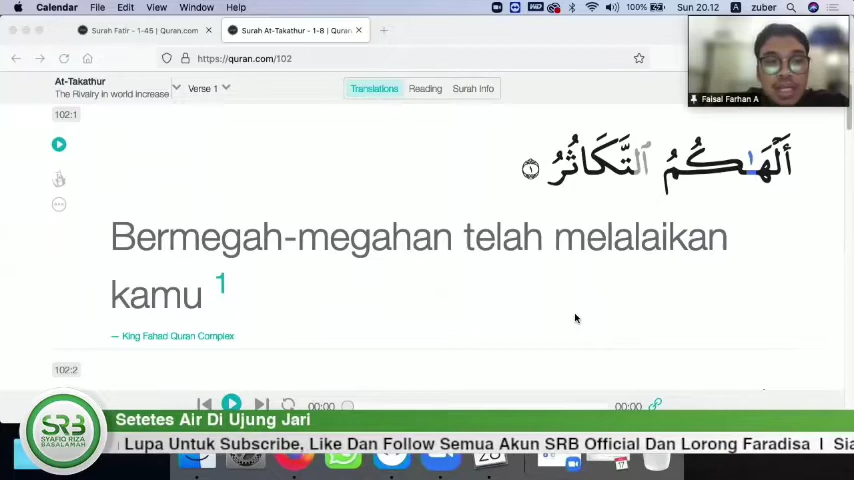 Calendar File Edit View Window Help 100% Sun 20.12 A zuber
Surah Fatir - 1-45 | Quran.com Surah At-Takathur - 1-8 | Quran
https://quran.com/102
At-Takathur
The Rivalry in world increase
Verse 1
Translations Reading Surah Info
Faisal Farhan A
102:1
أَلْهَىٰكُمُ ٱلتَّكَاثُرُ ١
Bermegah-megahan telah melalaikan
kamu 1
— King Fahad Quran Complex
102:2
00:00 00:00
SRB
SYAFIQ RIZA
BASALAMAH
Setetes Air Di Ujung Jari
Lupa Untuk Subscribe, Like Dan Follow Semua Akun SRB Official Dan Lorong Faradisa I Sia
17